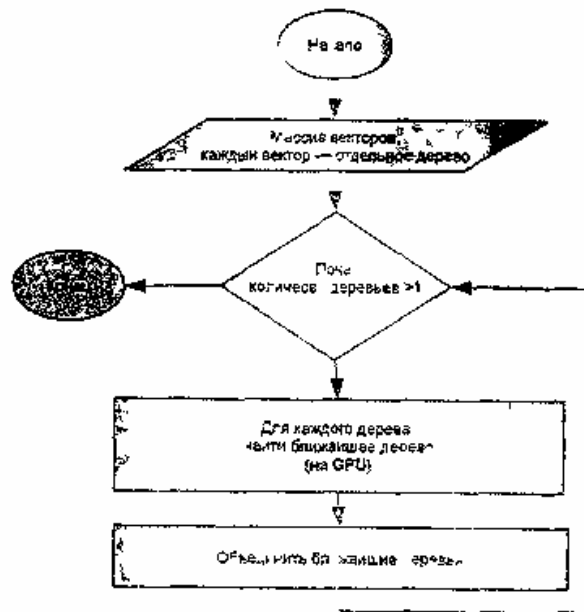 Начало
Массив векторов
каждый вектор — отдельное дерево
Пока
количеств деревьев >1
Для каждого дерева
найти ближайшее дерево
(на GPU)
Объединить ближайшие деревья